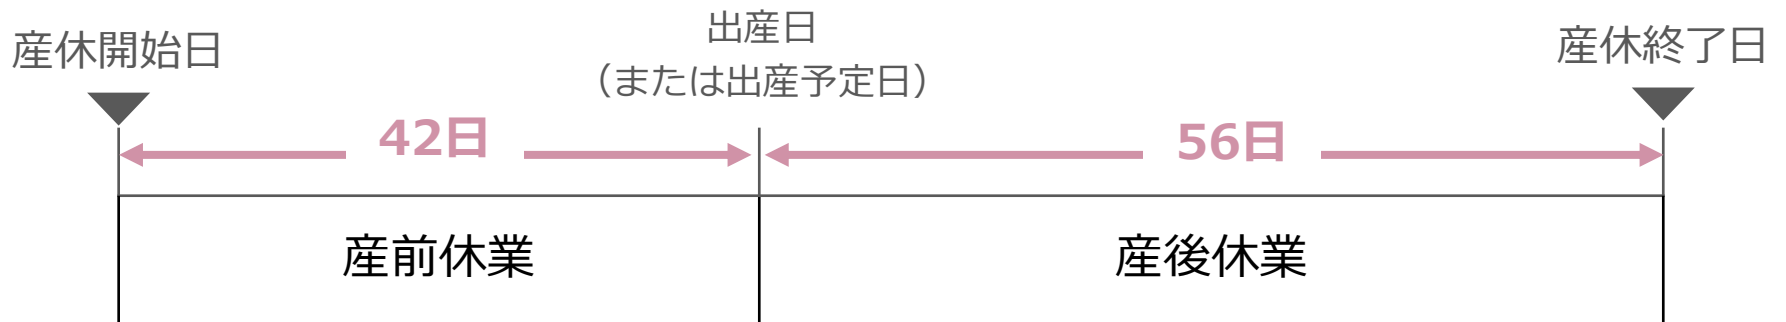 産休開始日
出産日
（または出産予定日）
産休終了日
42日
56日
産前休業
産後休業